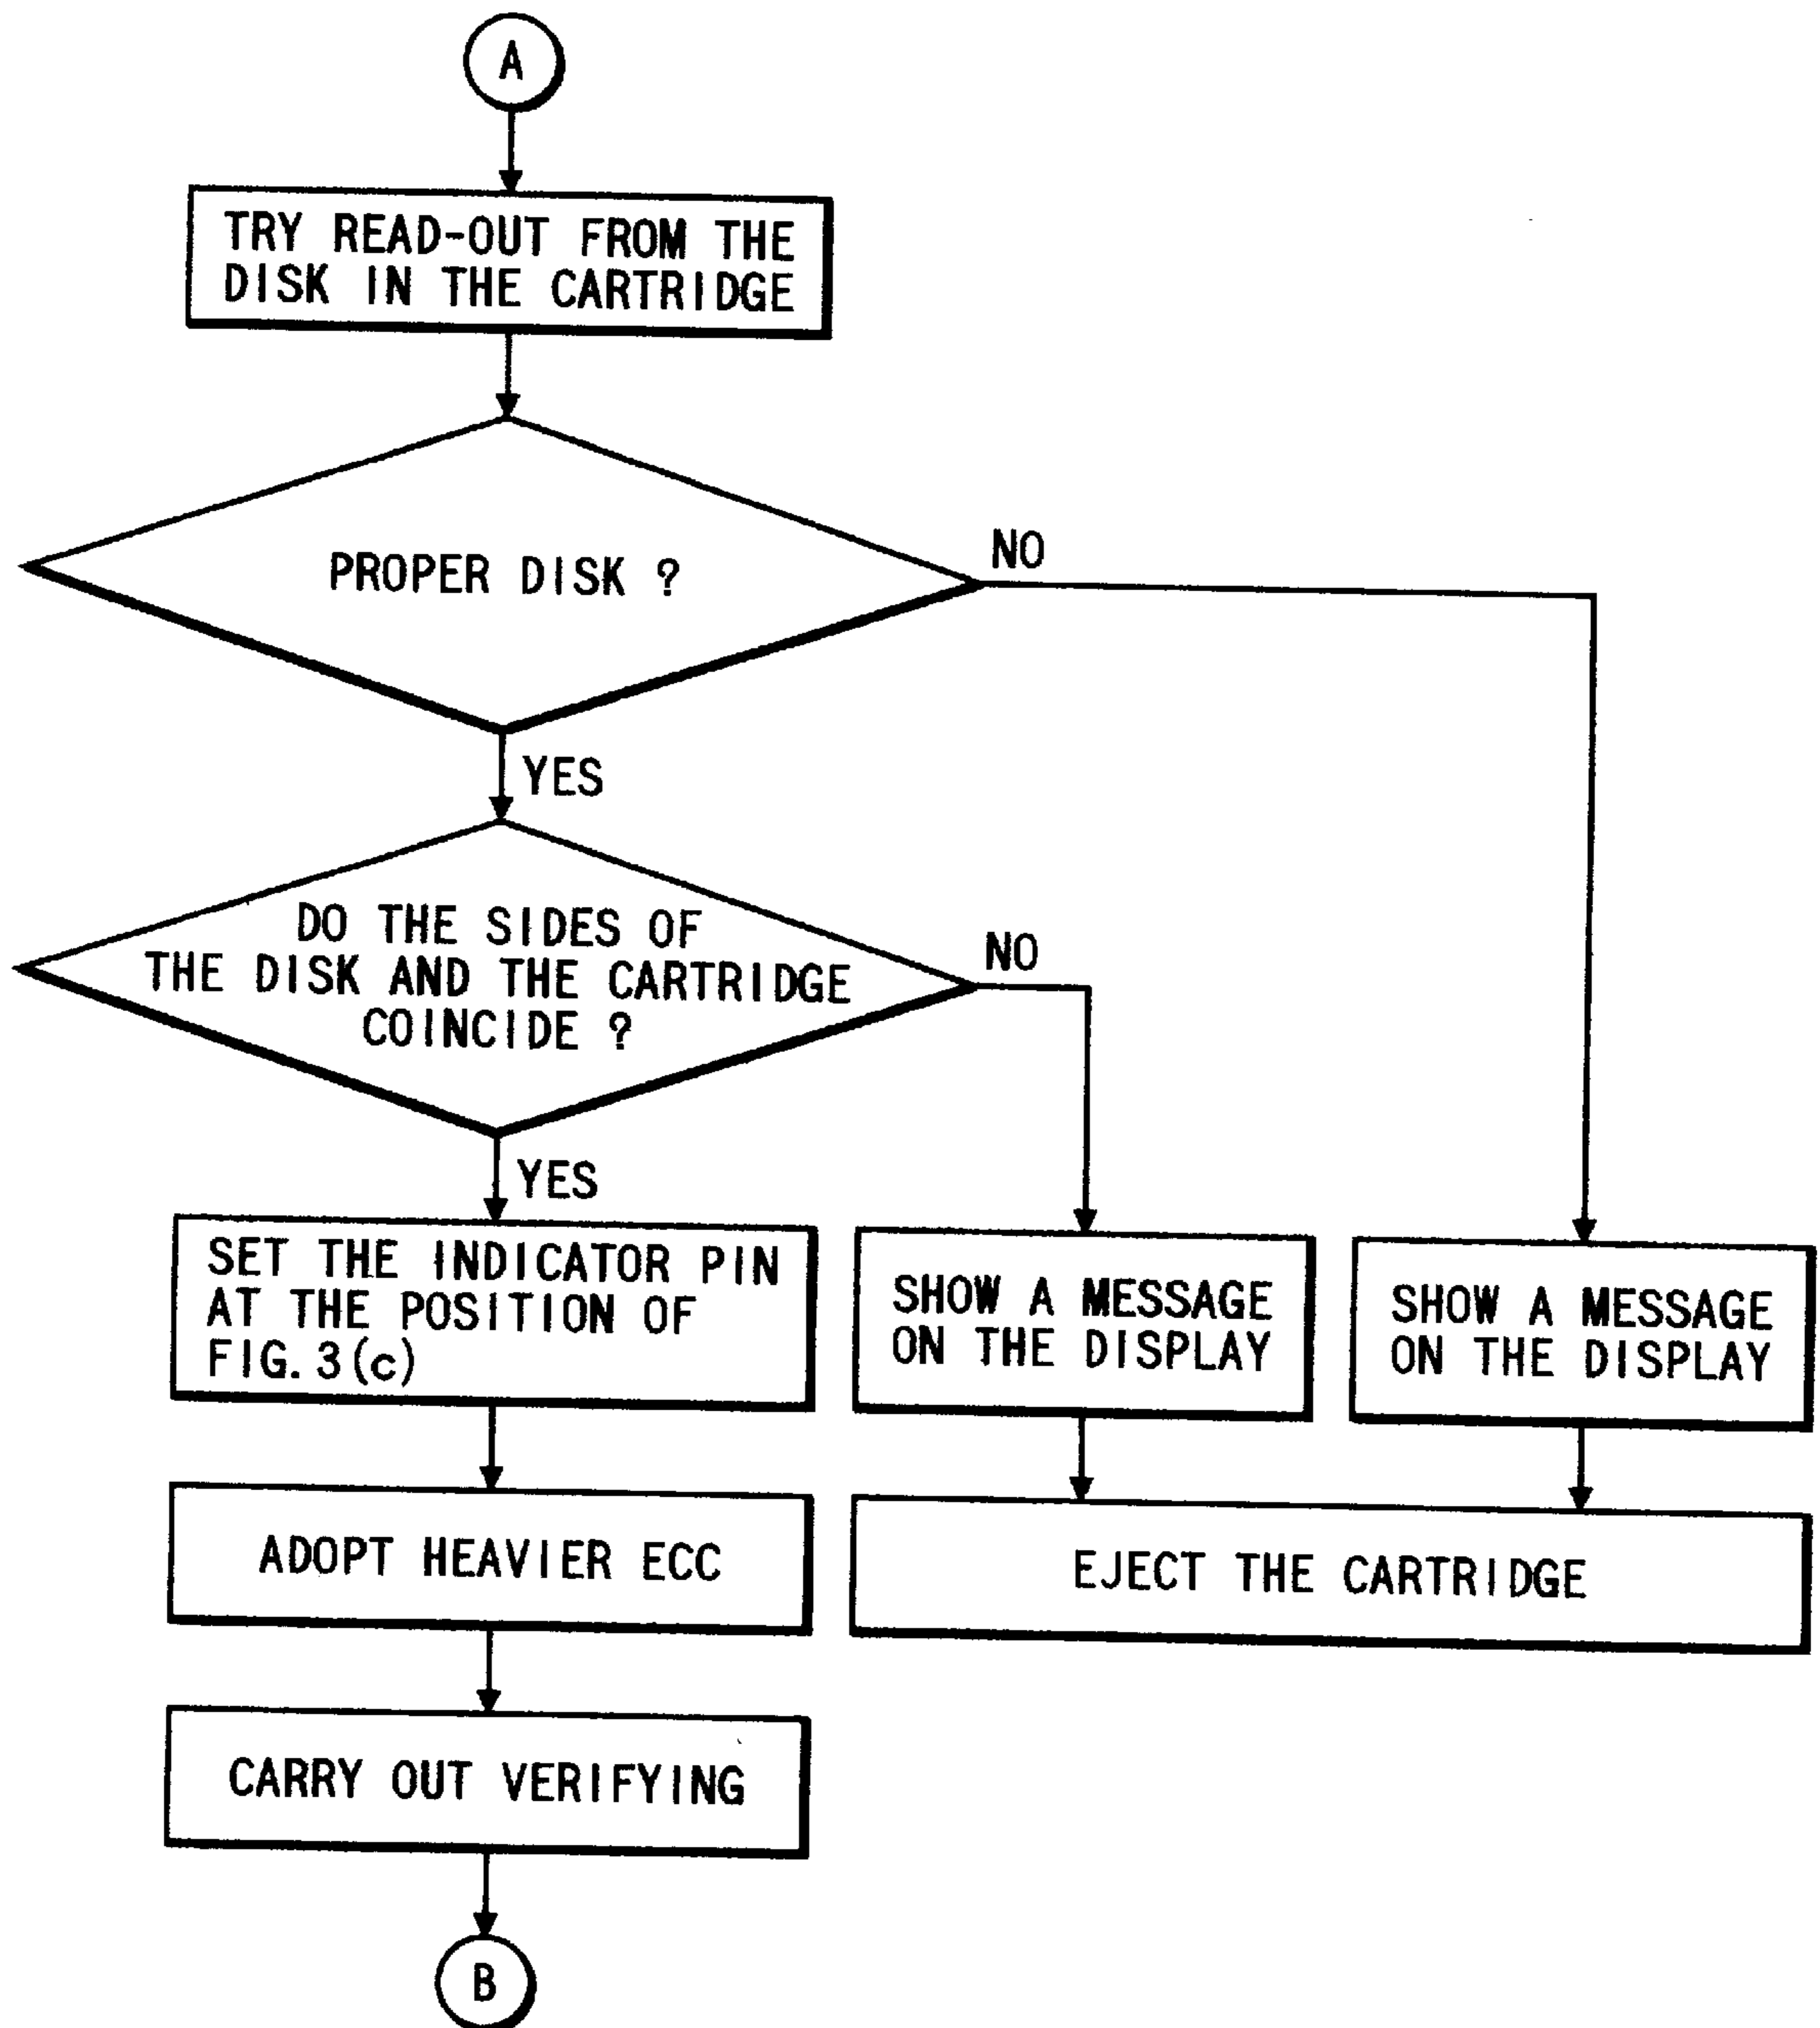 A
TRY READ-OUT FROM THE
DISK IN THE CARTRIDGE
PROPER DISK ?
NO
YES
DO THE SIDES OF
THE DISK AND THE CARTRIDGE
COINCIDE ?
NO
YES
SET THE INDICATOR PIN
AT THE POSITION OF
FIG. 3 (c)
SHOW A MESSAGE
ON THE DISPLAY
SHOW A MESSAGE
ON THE DISPLAY
ADOPT HEAVIER ECC
EJECT THE CARTRIDGE
CARRY OUT VERIFYING
B